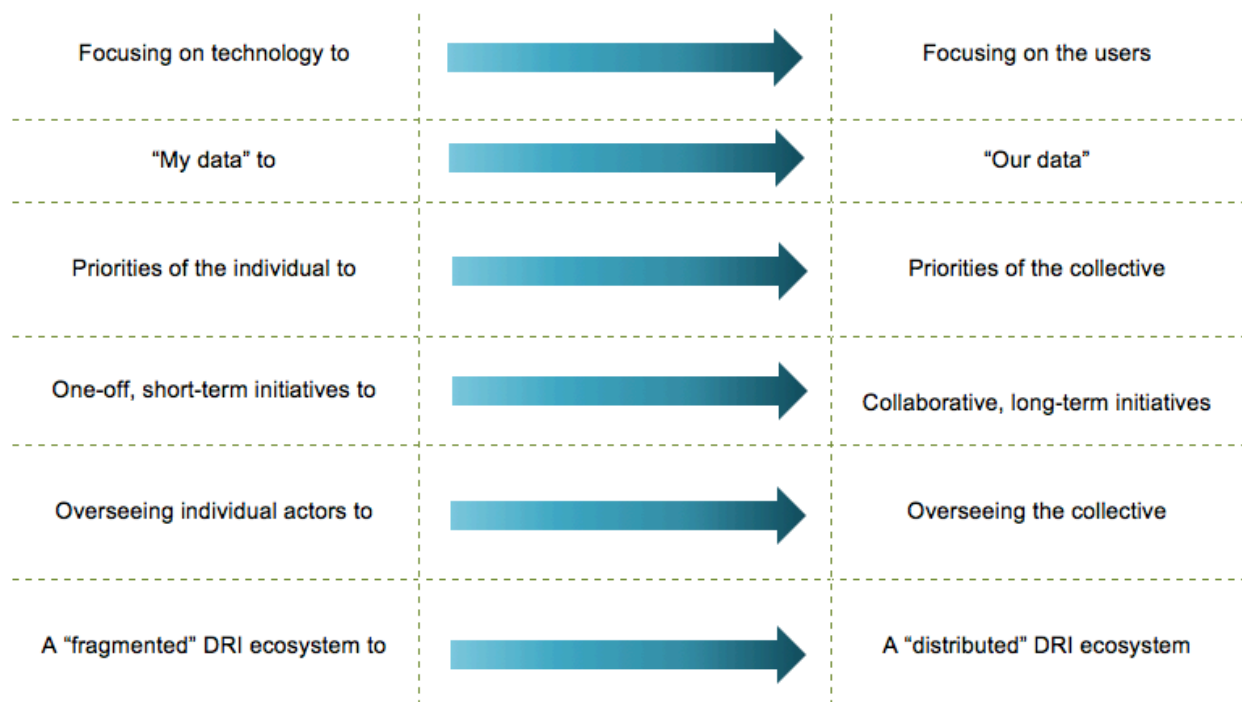 Focusing on technology to
Focusing on the users
“My data” to
“Our data”
Priorities of the individual to
Priorities of the collective
One-off, short-term initiatives to
Collaborative, long-term initiatives
Overseeing individual actors to
Overseeing the collective
A “fragmented” DRI ecosystem to
A “distributed” DRI ecosystem